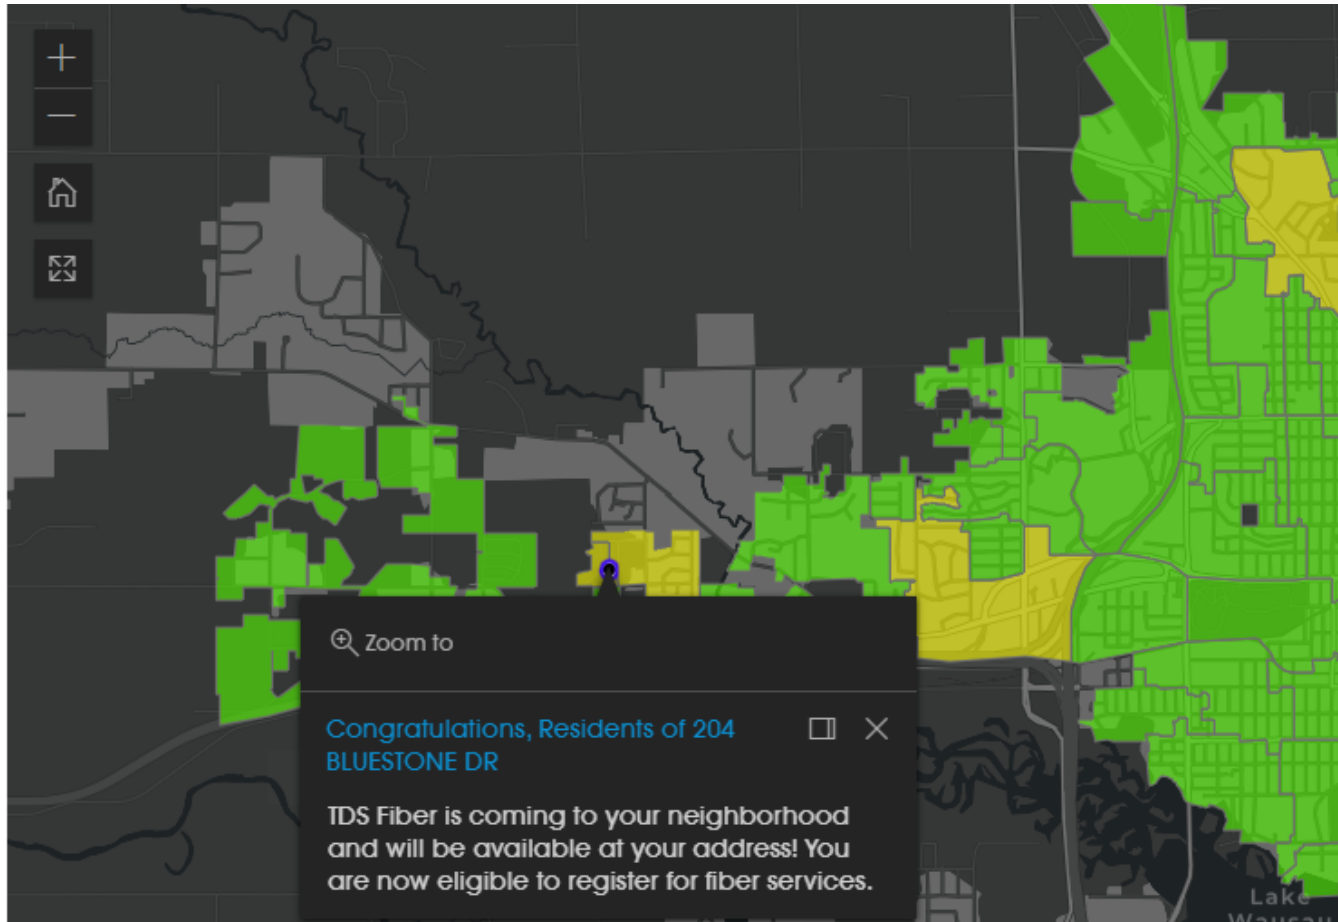 Zoom to
Congratulations, Residents of 204
BLUESTONE DR
TDS Fiber is coming to your neighborhood
and will be available at your address! You
are now eligible to register for fiber services.
Lake